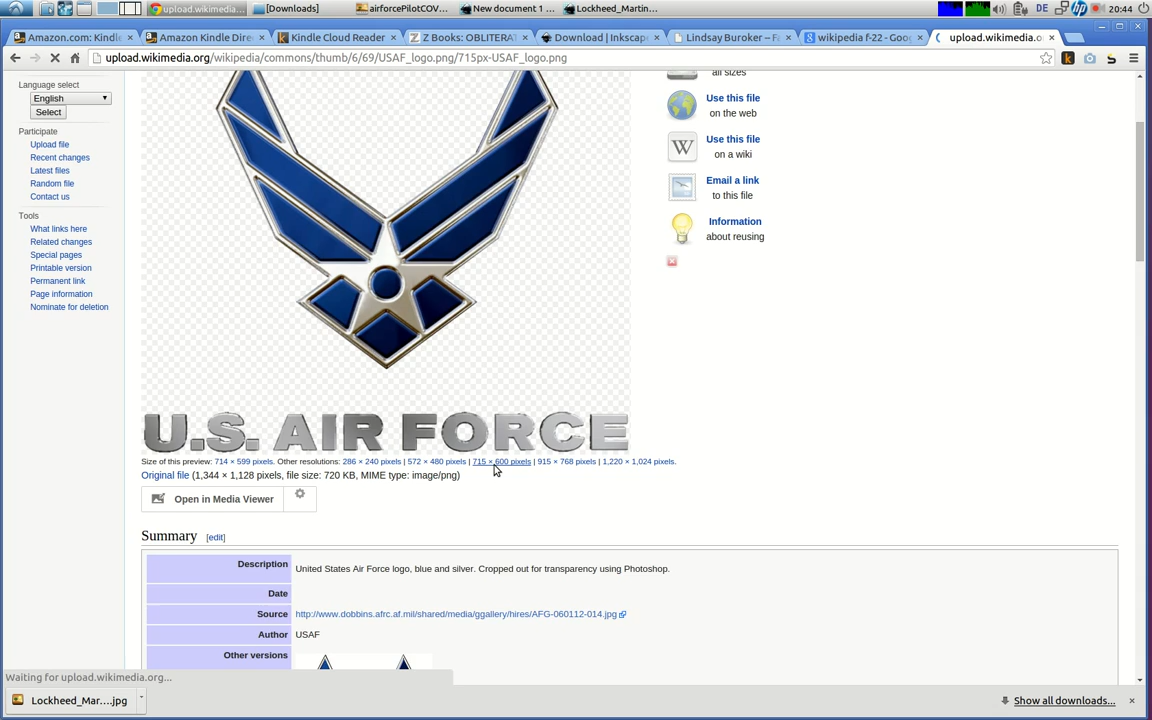 upload.wikimedia...
[Downloads]
airforcePilotCOV...
New document 1 ...
Lockheed_Martin...
DE
20:44
Amazon.com: Kindle
Amazon Kindle Dire
Kindle Cloud Reader
Z Books: OBLITERAT
Download | Inkscape
Lindsay Buroker – Fa
wikipedia f-22 - Goo
upload.wikimedia.or
upload.wikimedia.org/wikipedia/commons/thumb/6/69/USAF_logo.png/715px-USAF_logo.png
Language select
English
Select
Participate
Upload file
Recent changes
Latest files
Random file
Contact us
Tools
What links here
Related changes
Special pages
Printable version
Permanent link
Page information
Nominate for deletion
all sizes
Use this file
on the web
W
Use this file
on a wiki
Email a link
to this file
Information
about reusing
U.S. AIR FORCE
Size of this preview: 714 × 599 pixels. Other resolutions: 286 × 240 pixels | 572 × 480 pixels | 715 × 600 pixels | 915 × 768 pixels | 1,220 × 1,024 pixels.
Original file (1,344 × 1,128 pixels, file size: 720 KB, MIME type: image/png)
Open in Media Viewer
Summary [edit]
Description
United States Air Force logo, blue and silver. Cropped out for transparency using Photoshop.
Date
Source
http://www.dobbins.afrc.af.mil/shared/media/ggallery/hires/AFG-060112-014.jpg
Author
USAF
Other versions
Waiting for upload.wikimedia.org...
Lockheed_Mar....jpg
Show all downloads...